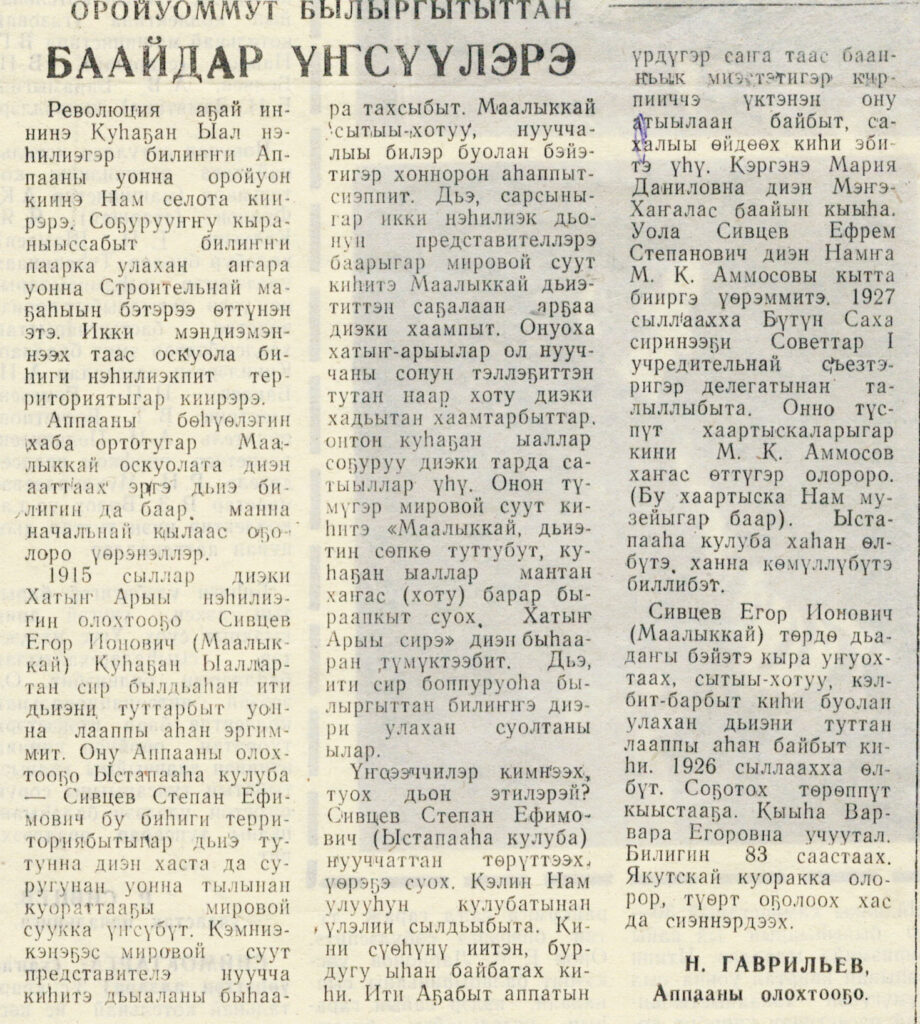 ОРОЙУОММУТ БЫЛЫРГЫТЫТТАН
БААЙДАР ҮҤСҮҮЛЭРЭ
Революция аҕай ин-
нинэ Куһаҕан Ыал нэ-
һилиэгэр билиҥҥи Ап-
пааны уонна оройуон
киинэ Нам селота кии-
рэрэ. Соҕурууҥҥу кыра-
ныыссабыт билиҥҥи
паарка улахан аҥара
уонна Строительнай ма-
ҕаһыын бэтэрээ өттүнэн
этэ. Икки мэндиэмэн-
нээх таас оскуола би-
һиги нэһилиэкпит тер-
риториятыгар киирэрэ.
Аппааны бөһүөлэгин
хаба ортотугар Маа-
лыккай оскуолата диэн
ааттаах эргэ дьиэ би-
лигин да баар, манна
начальнай кылаас оҕо-
лоро үөрэнэллэр.
1915 сыллар диэки
Хатыҥ Арыы нэһилиэ-
гин олохтооҕо Сивцев
Егор Ионович (Маалык-
кай) Куһаҕан Ыаллар-
тан сир былдьаһан ити
дьиэни туттарбыт уон-
на лааппы аһан эргим-
мит. Ону Аппааны олох-
тооҕо Ыстапааһа кулуба
— Сивцев Степан Ефи-
мович бу биһиги терри-
ториябытыгар дьиэ ту-
тунна диэн хаста да су-
ругунан уонна тылынан
куораттааҕы мировой
суукка үҥсүбүт. Кэмниэ-
кэнэҕэс мировой суут
представителэ нуучча
киһитэ дьыаланы быһаа-
ра тахсыбыт. Маалыккай
сытыы-хотуу, нуучча-
лыы билэр буолан бэйэ-
тигэр хоннорон аһаппыт-
сиэппит. Дьэ, сарсыны-
гар икки нэһилиэк дьо-
нун представителлэрэ
баарыгар мировой суут
киһитэ Маалыккай дьиэ-
титтэн саҕалаан арҕаа
диэки хаампыт. Онуоха
хатыҥ-арыылар ол нууч-
чаны сонун тэллэҕиттэн
тутан наар хоту диэки
хадьытан хаамтарбыттар,
онтон куһаҕан ыаллар
соҕуруу диэки тарда са-
тыыллар үһү. Онон тү-
мүгэр мировой суут ки-
һитэ «Маалыккай, дьиэ-
тин сөпкө туттубут, ку-
һаҕан ыаллар мантан
хаҥас (хоту) барар бы-
раапкыт суох, Хатыҥ
Арыы сирэ» диэн быһаа-
ран түмүктээбит. Дьэ,
ити сир боппуруоһа бы-
лыргыттан билиҥҥэ диэ-
ри улахан суолтаны
ылар.
Үҥсээччилэр кимнээх,
туох дьон этилэрэй?
Сивцев Степан Ефимо-
вич (Ыстапааһа кулуба)
нууччаттан төрүттээх,
үөрэҕэ суох. Кэлин Нам
улууһун кулубатынан
үлэлии сылдьыбыта. Ки-
ни сүөһүнү иитэн, бур-
дугу ыһан байбатах ки-
һи. Ити Аҕабыт аппатын
үрдүгэр саҥа таас баан-
ньык миэстэтигэр кир-
пииччэ үктэнэн ону
атыылаан байбыт, са-
халыы өйдөөх киһи эби-
тэ үһү. Кэргэнэ Мария
Даниловна диэн Мэҥэ-
Хаҥалас баайын кыыһа.
Уола Сивцев Ефрем
Степанович диэн Намҥа
М. К. Аммосовы кытта
бииргэ үөрэммитэ. 1927
сыллаахха Бүтүн Саха
сиринээҕи Советтар I
учредительнай съезтэ-
ригэр делегатынан та-
лыллыбыта. Онно түс-
пүт хаартыскаларыгар
кини М. К. Аммосов
хаҥас өттүгэр олороро.
(Бу хаартыска Нам му-
зейыгар баар). Ыста-
пааһа кулуба хаһан өл-
бүтэ, ханна көмүллүбүтэ
биллибэт.
Сивцев Егор Ионович
(Маалыккай) төрдө дьа-
даҥы бэйэтэ кыра уҥуох-
таах, сытыы-хотуу, кэл-
бит-барбыт киһи буолан
улахан дьиэни туттан
лааппы аһан байбыт ки-
һи. 1926 сыллаахха өл-
бүт. Соҕотох төрөппүт
кыыстааҕа. Кыыһа Вар-
вара Егоровна учуутал.
Билигин 83 саастаах.
Якутскай куоракка оло-
рор, түөрт оҕолоох хас
да сиэннэрдээх.
Н. ГАВРИЛЬЕВ,
Аппааны олохтооҕо.